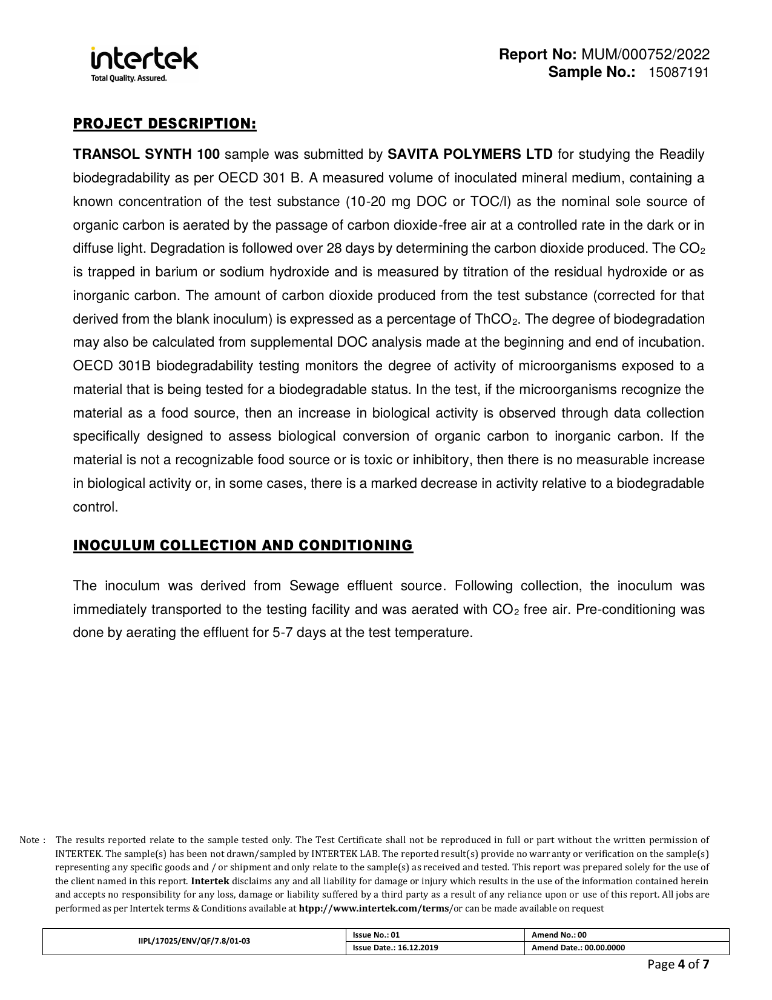 intertek
Total Quality. Assured.
Report No: MUM/000752/2022
Sample No.: 15087191
PROJECT DESCRIPTION:
TRANSOL SYNTH 100 sample was submitted by SAVITA POLYMERS LTD for studying the Readily
biodegradability as per OECD 301 B. A measured volume of inoculated mineral medium, containing a
known concentration of the test substance (10-20 mg DOC or TOC/l) as the nominal sole source of
organic carbon is aerated by the passage of carbon dioxide-free air at a controlled rate in the dark or in
diffuse light. Degradation is followed over 28 days by determining the carbon dioxide produced. The CO2
is trapped in barium or sodium hydroxide and is measured by titration of the residual hydroxide or as
inorganic carbon. The amount of carbon dioxide produced from the test substance (corrected for that
derived from the blank inoculum) is expressed as a percentage of ThCO2. The degree of biodegradation
may also be calculated from supplemental DOC analysis made at the beginning and end of incubation.
OECD 301B biodegradability testing monitors the degree of activity of microorganisms exposed to a
material that is being tested for a biodegradable status. In the test, if the microorganisms recognize the
material as a food source, then an increase in biological activity is observed through data collection
specifically designed to assess biological conversion of organic carbon to inorganic carbon. If the
material is not a recognizable food source or is toxic or inhibitory, then there is no measurable increase
in biological activity or, in some cases, there is a marked decrease in activity relative to a biodegradable
control.
INOCULUM COLLECTION AND CONDITIONING
The inoculum was derived from Sewage effluent source. Following collection, the inoculum was
immediately transported to the testing facility and was aerated with CO2 free air. Pre-conditioning was
done by aerating the effluent for 5-7 days at the test temperature.
Note : The results reported relate to the sample tested only. The Test Certificate shall not be reproduced in full or part without the written permission of
INTERTEK. The sample(s) has been not drawn/sampled by INTERTEK LAB. The reported result(s) provide no warranty or verification on the sample(s)
representing any specific goods and / or shipment and only relate to the sample(s) as received and tested. This report was prepared solely for the use of
the client named in this report. Intertek disclaims any and all liability for damage or injury which results in the use of the information contained herein
and accepts no responsibility for any loss, damage or liability suffered by a third party as a result of any reliance upon or use of this report. All jobs are
performed as per Intertek terms & Conditions available at htpp://www.intertek.com/terms/or can be made available on request
IIPL/17025/ENV/QF/7.8/01-03
Issue No.: 01
Amend No.: 00
Issue Date.: 16.12.2019
Amend Date.: 00.00.0000
Page 4 of 7